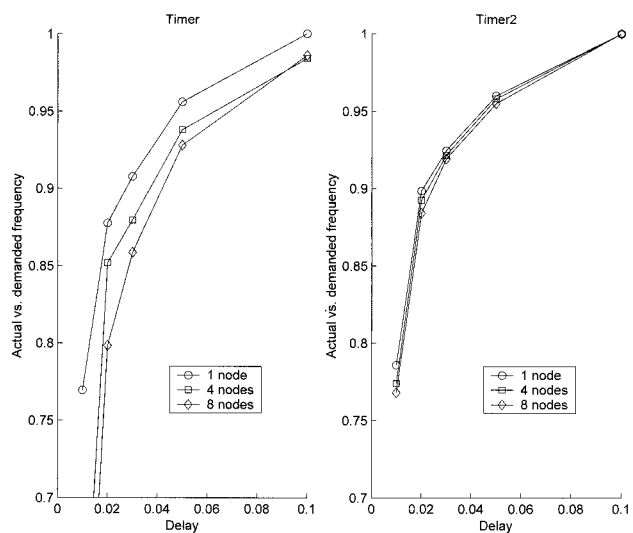 Timer
Actual vs. demanded frequency
1
0.95
0.9
0.85
0.8
0.75
0.7
0
0.02
0.04
0.06
0.08
0.1
Delay
1 node
4 nodes
8 nodes
Timer2
Actual vs. demanded frequency
1
0.95
0.9
0.85
0.8
0.75
0.7
0
0.02
0.04
0.06
0.08
0.1
Delay
1 node
4 nodes
8 nodes